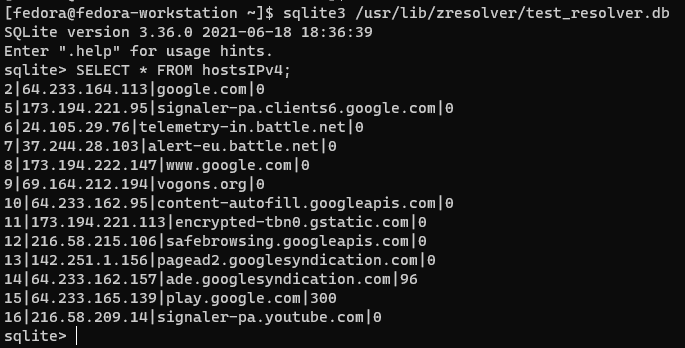 [fedora@fedora-workstation ~]$ sqlite3 /usr/lib/zresolver/test_resolver.db
SQLite version 3.36.0 2021-06-18 18:36:39
Enter ".help" for usage hints.
sqlite> SELECT * FROM hostsIPv4;
2|64.233.164.113|google.com|0
5|173.194.221.95|signaler-pa.clients6.google.com|0
6|24.105.29.76|telemetry-in.battle.net|0
7|37.244.28.103|alert-eu.battle.net|0
8|173.194.222.147|www.google.com|0
9|69.164.212.194|vogons.org|0
10|64.233.162.95|content-autofill.googleapis.com|0
11|173.194.221.113|encrypted-tbn0.gstatic.com|0
12|216.58.215.106|safebrowsing.googleapis.com|0
13|142.251.1.156|pagead2.googlesyndication.com|0
14|64.233.162.157|ade.googlesyndication.com|96
15|64.233.165.139|play.google.com|300
16|216.58.209.14|signaler-pa.youtube.com|0
sqlite>